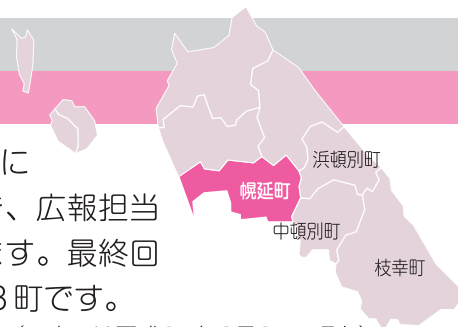 浜頓別町
に
幌延町
、広報担当
中頓別町
ます。最終回
枝幸町
3町です。